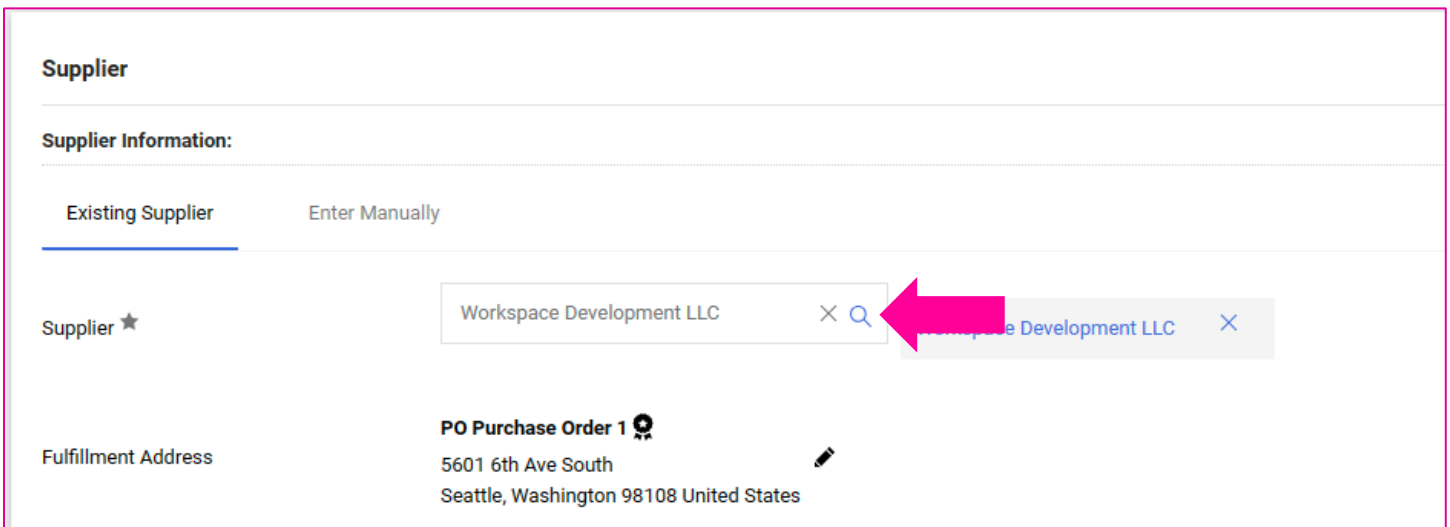 Supplier
Supplier Information:
Existing Supplier Enter Manually
Supplier Workspace Development LLC Development LLC
PO Purchase Order 1
Fulfillment Address
5601 6th Ave South
Seattle, Washington 98108 United States